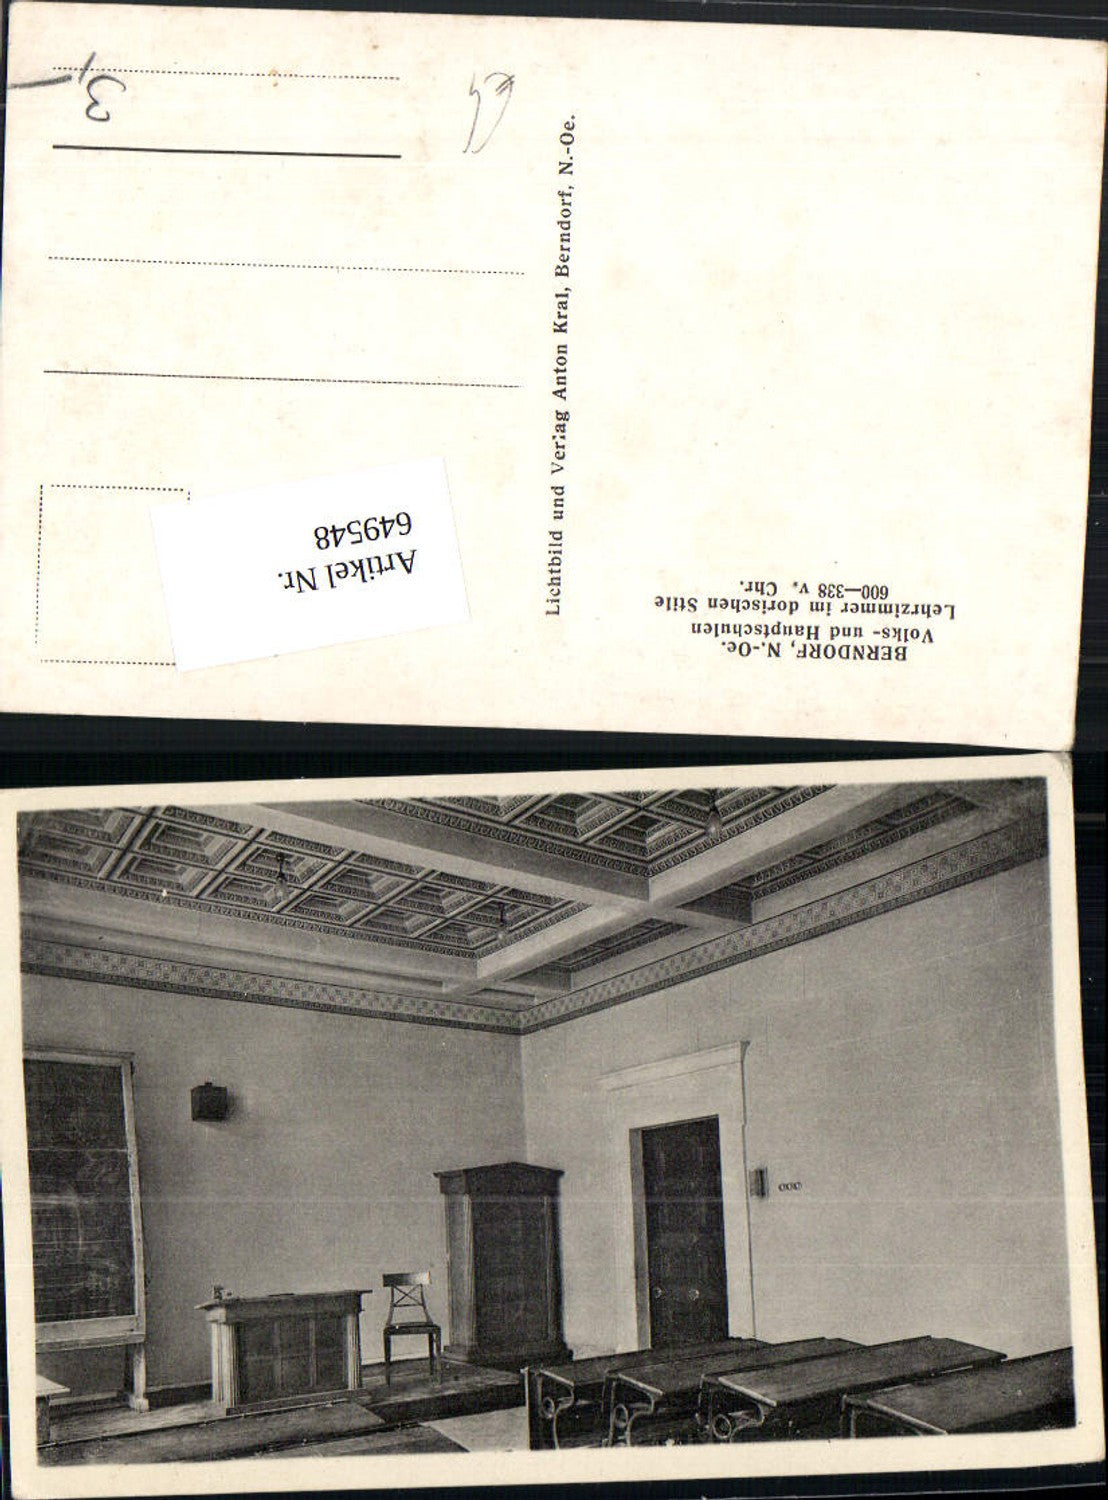 BERNDORF, N.-Oe.
Volks- und Hauptschulen
Lehrzimmer im dorischen Stile
600—338 v. Chr.
Lichtbild und Verlag Anton Kral, Berndorf, N.-Oe.
Artikel Nr.
649548